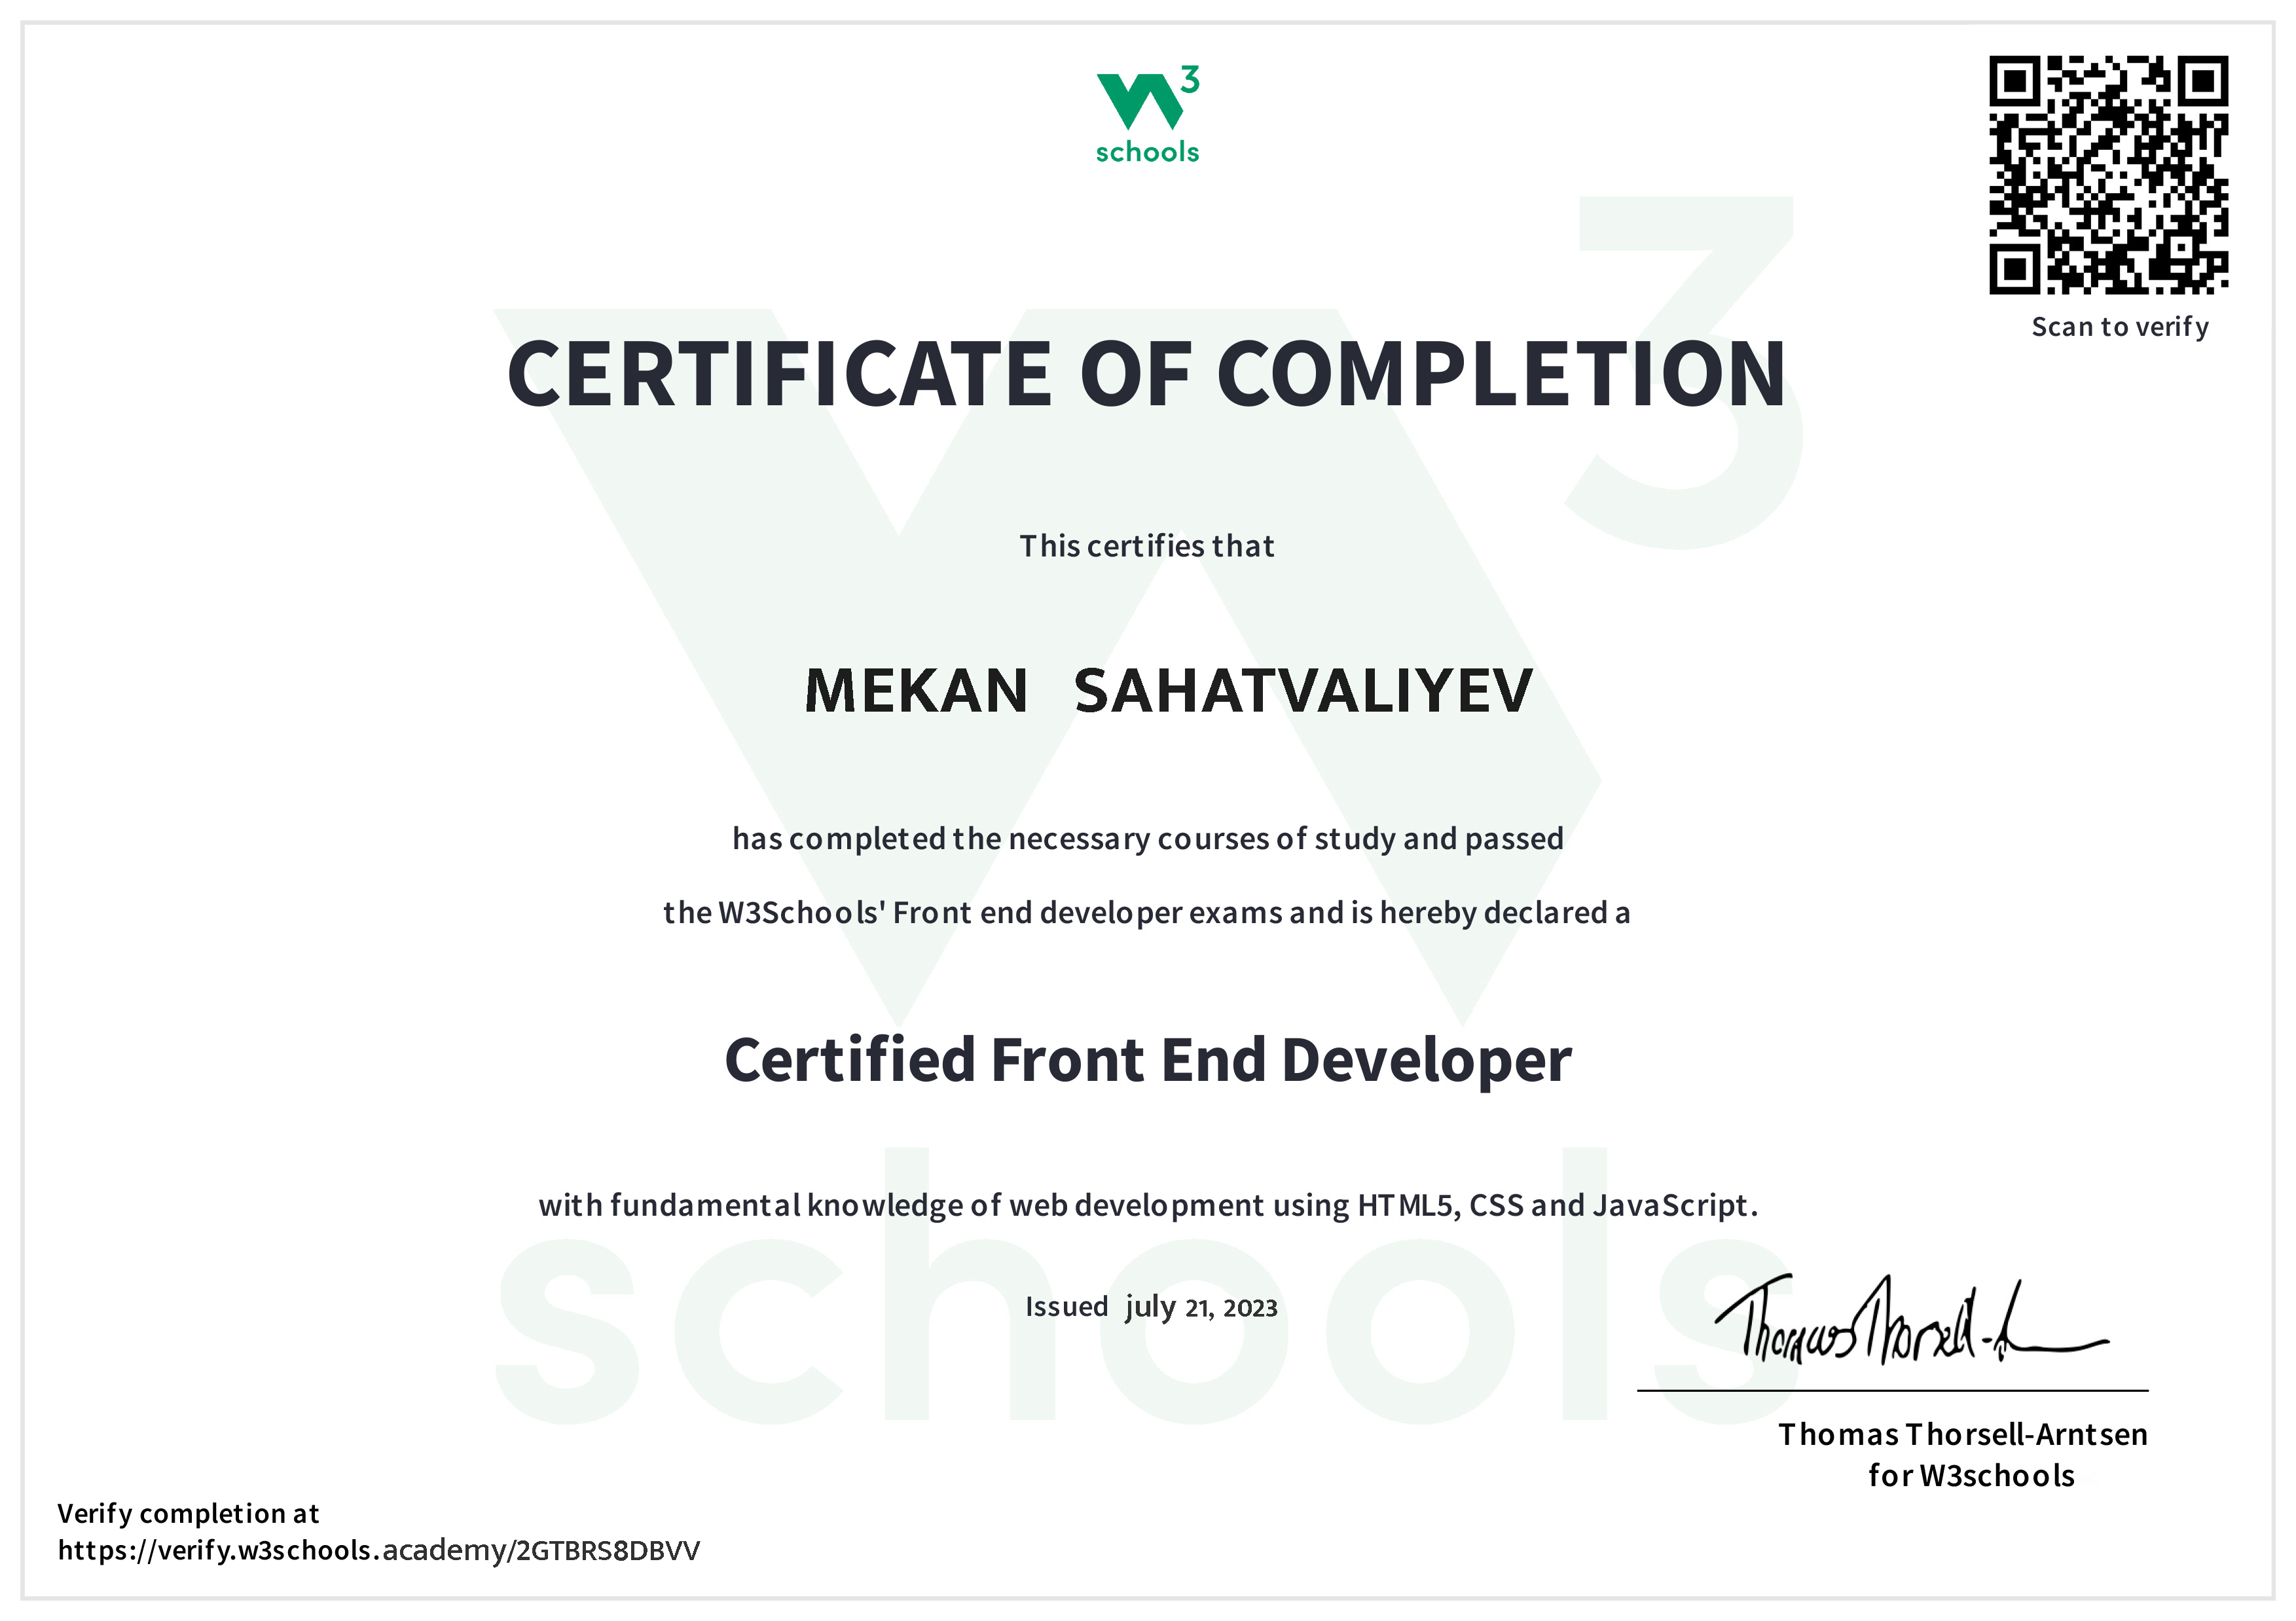 w3
schools
Scan to verify
CERTIFICATE OF COMPLETION
This certifies that
MEKAN SAHATVALIYEV
has completed the necessary courses of study and passed
the W3Schools' Front end developer exams and is hereby declared a
Certified Front End Developer
with fundamental knowledge of web development using HTML5, CSS and JavaScript.
Issued july 21, 2023
Thomas Thorsell-Arntsen
for W3schools
Verify completion at
https://verify.w3schools.academy/2GTBRS8DBVV